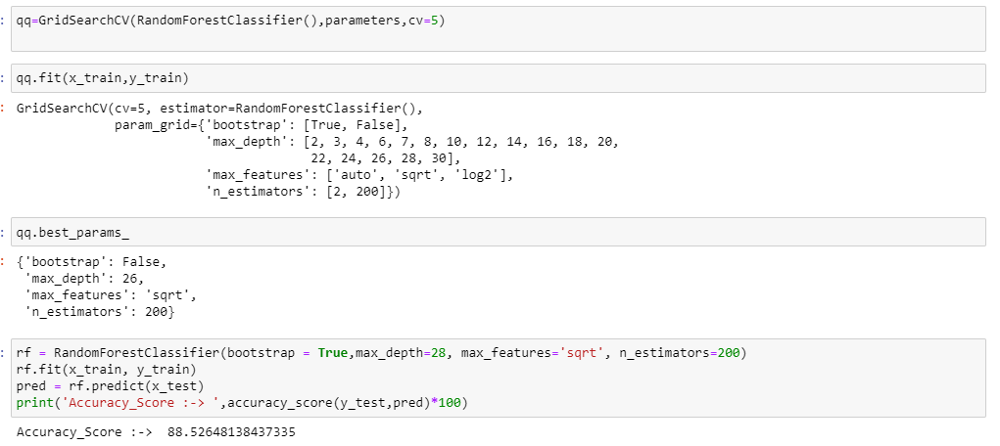 : qq=GridSearchCV(RandomForestClassifier(),parameters,cv=5)
: qq.fit(x_train,y_train)
: GridSearchCV(cv=5, estimator=RandomForestClassifier(),
             param_grid={'bootstrap': [True, False],
                         'max_depth': [2, 3, 4, 6, 7, 8, 10, 12, 14, 16, 18, 20,
                                       22, 24, 26, 28, 30],
                         'max_features': ['auto', 'sqrt', 'log2'],
                         'n_estimators': [2, 200]})
: qq.best_params_
: {'bootstrap': False,
 'max_depth': 26,
 'max_features': 'sqrt',
 'n_estimators': 200}
: rf = RandomForestClassifier(bootstrap = True,max_depth=28, max_features='sqrt', n_estimators=200)
rf.fit(x_train, y_train)
pred = rf.predict(x_test)
print('Accuracy_Score :-> ',accuracy_score(y_test,pred)*100)
Accuracy_Score :->  88.52648138437335